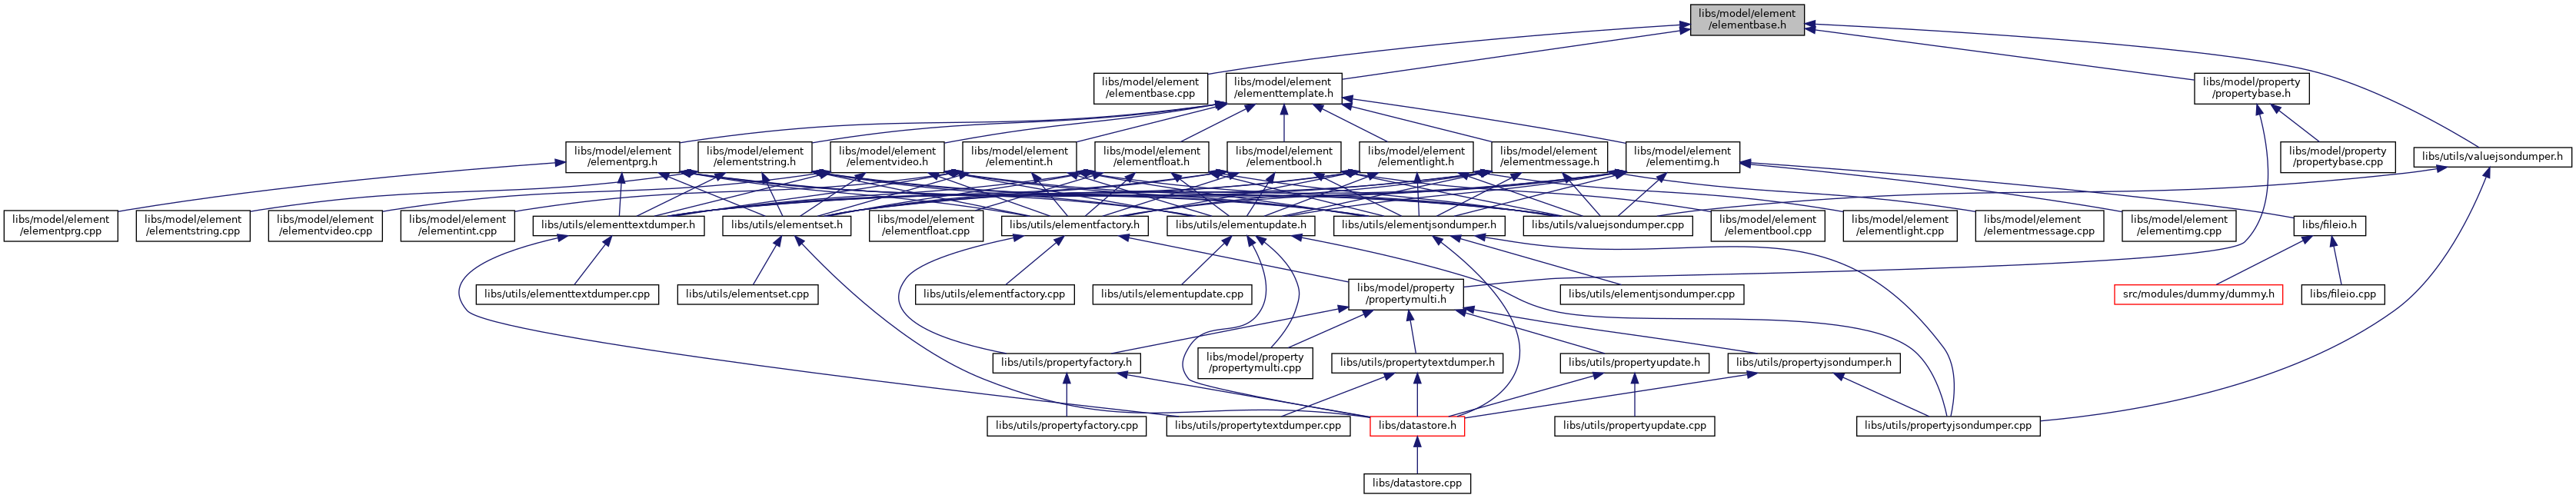 libs/model/element
/elementbase.h
libs/model/element
/elementbase.cpp
libs/model/element
/elementtemplate.h
libs/model/property
/propertybase.h
libs/model/element
/elementprg.h
libs/model/element
/elementstring.h
libs/model/element
/elementvideo.h
libs/model/element
/elementint.h
libs/model/element
/elementfloat.h
libs/model/element
/elementbool.h
libs/model/element
/elementlight.h
libs/model/element
/elementmessage.h
libs/model/element
/elementimg.h
libs/model/property
/propertybase.cpp
libs/utils/valuejsondumper.h
libs/model/element
/elementprg.cpp
libs/model/element
/elementstring.cpp
libs/model/element
/elementvideo.cpp
libs/model/element
/elementint.cpp
libs/utils/elementtextdumper.h
libs/utils/elementset.h
libs/model/element
/elementfloat.cpp
libs/utils/elementfactory.h
libs/utils/elementupdate.h
libs/utils/elementjsondumper.h
libs/utils/valuejsondumper.cpp
libs/model/element
/elementbool.cpp
libs/model/element
/elementlight.cpp
libs/model/element
/elementmessage.cpp
libs/model/element
/elementimg.cpp
libs/fileio.h
libs/utils/elementtextdumper.cpp
libs/utils/elementset.cpp
libs/utils/elementfactory.cpp
libs/utils/elementupdate.cpp
libs/model/property
/propertymulti.h
libs/utils/elementjsondumper.cpp
src/modules/dummy/dummy.h
libs/fileio.cpp
libs/utils/propertyfactory.h
libs/model/property
/propertymulti.cpp
libs/utils/propertytextdumper.h
libs/utils/propertyupdate.h
libs/utils/propertyjsondumper.h
libs/utils/propertyfactory.cpp
libs/utils/propertytextdumper.cpp
libs/datastore.h
libs/utils/propertyupdate.cpp
libs/utils/propertyjsondumper.cpp
libs/datastore.cpp